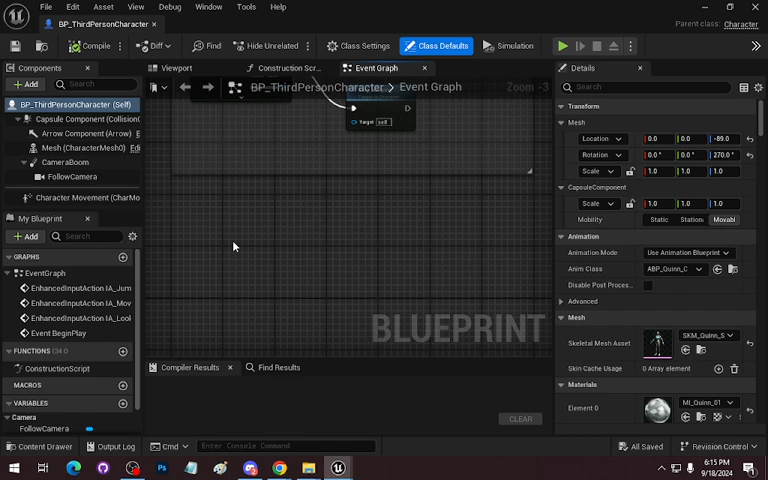 File Edit Asset View Debug Window Tools Help
BP_ThirdPersonCharacter
Parent class: Character
Compile Diff Find Hide Unrelated Class Settings Class Defaults Simulation
Components
Viewport Construction Scr... Event Graph
Details
Add Search
BP_ThirdPersonCharacter > Event Graph Zoom -3
Search
BP_ThirdPersonCharacter (Self)
Transform
Capsule Component (Collision
Target self
Mesh
Arrow Component (Arrow) E
Location 0.0 0.0 -89.0
Mesh (CharacterMesh0) Edi
Rotation 0.0° 0.0° 270.0°
CameraBoom
Scale 1.0 1.0 1.0
FollowCamera
CapsuleComponent
Character Movement (CharMo
Scale 1.0 1.0 1.0
My Blueprint
Mobility Static Station Movabl
Add Search
Animation
GRAPHS
Animation Mode Use Animation Blueprint
EventGraph
Anim Class ABP_Quinn_C
EnhancedInputAction IA_Jum
Disable Post Proces...
EnhancedInputAction IA_Mov
Advanced
EnhancedInputAction IA_Look
Mesh
Event BeginPlay
BLUEPRINT
Skeletal Mesh Asset SKM_Quinn_S
FUNCTIONS (34 O
ConstructionScript
Compiler Results Find Results
Skin Cache Usage 0 Array element
MACROS
Materials
VARIABLES
Element 0 MI_Quinn_01
Camera
FollowCamera
CLEAR
Content Drawer Output Log Cmd Enter Console Command All Saved Revision Control
6:15 PM
9/18/2024